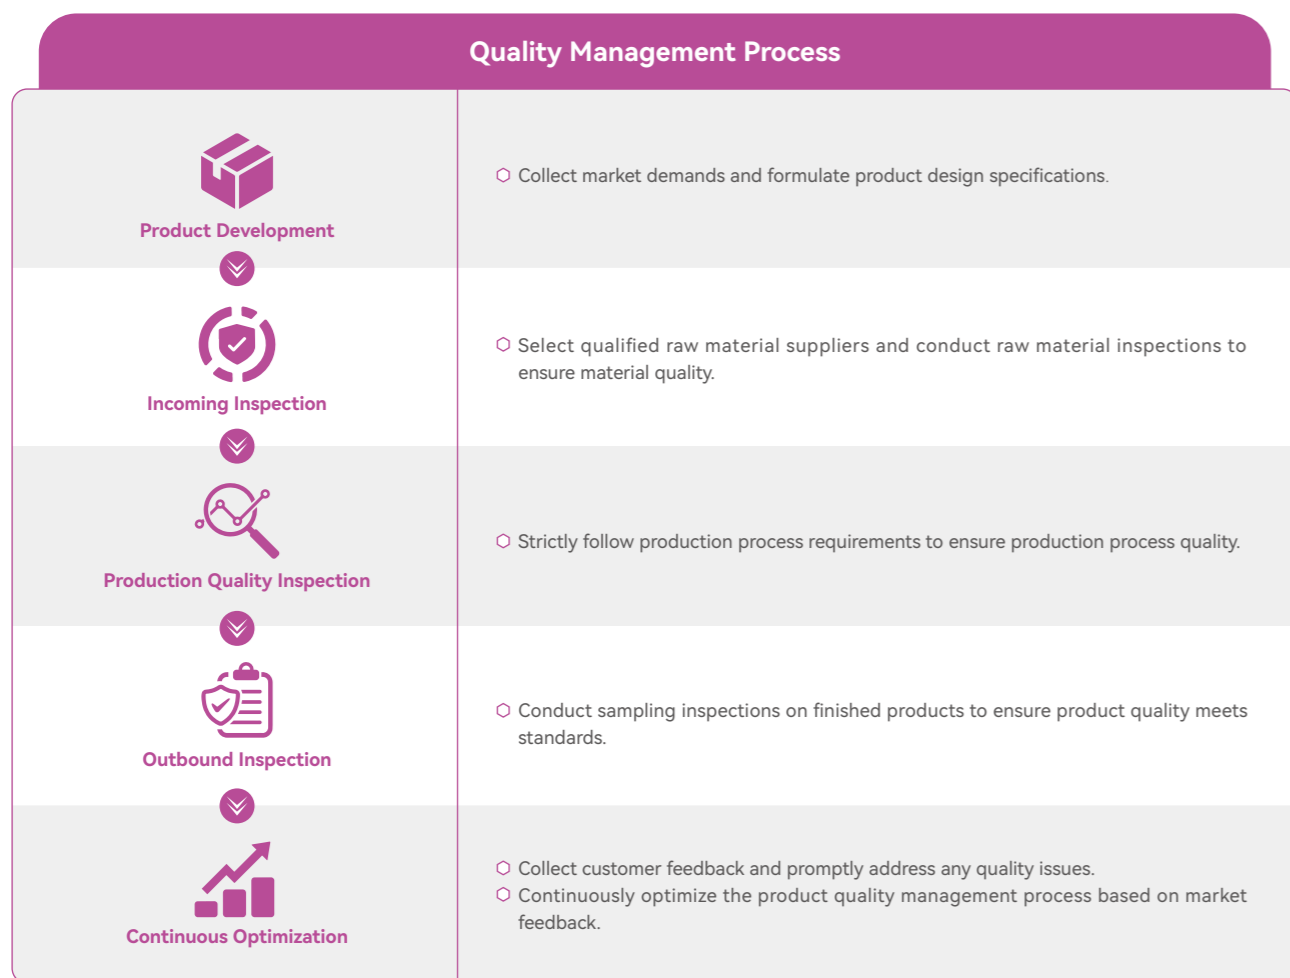 Quality Management Process
Product Development
Collect market demands and formulate product design specifications.
Incoming Inspection
Select qualified raw material suppliers and conduct raw material inspections to
ensure material quality.
Production Quality Inspection
Strictly follow production process requirements to ensure production process quality.
Outbound Inspection
Conduct sampling inspections on finished products to ensure product quality meets
standards.
Continuous Optimization
Collect customer feedback and promptly address any quality issues.
Continuously optimize the product quality management process based on market
feedback.